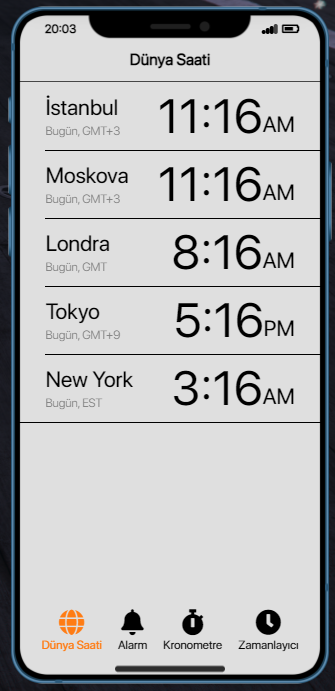 20:03
Dünya Saati
İstanbul
Bugün, GMT+3
11:16AM
Moskova
Bugün, GMT+3
11:16AM
Londra
Bugün, GMT
8:16AM
Tokyo
Bugün, GMT+9
5:16PM
New York
Bugün, EST
3:16AM
Dünya Saati
Alarm
Kronometre
Zamanlayıcı